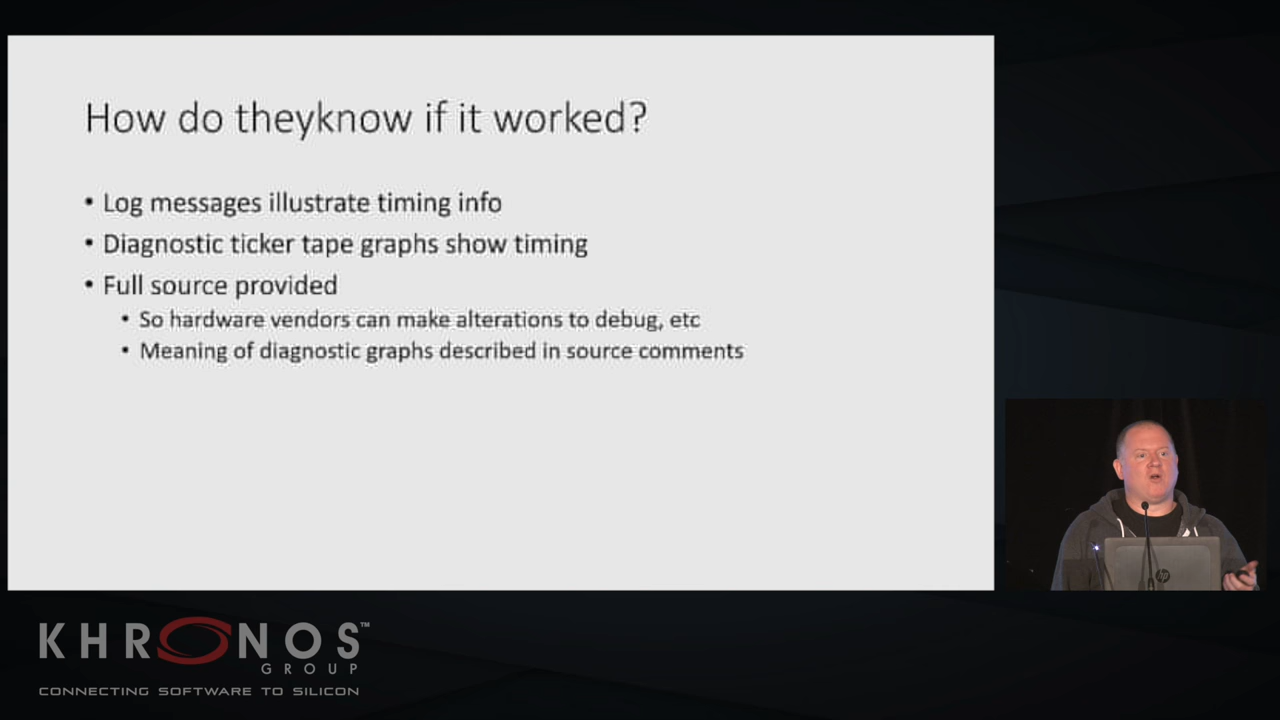 How do theyknow if it worked?
• Log messages illustrate timing info
• Diagnostic ticker tape graphs show timing
• Full source provided
• So hardware vendors can make alterations to debug, etc
• Meaning of diagnostic graphs described in source comments
hp
KHRONOS™
GROUP
CONNECTING SOFTWARE TO SILICON